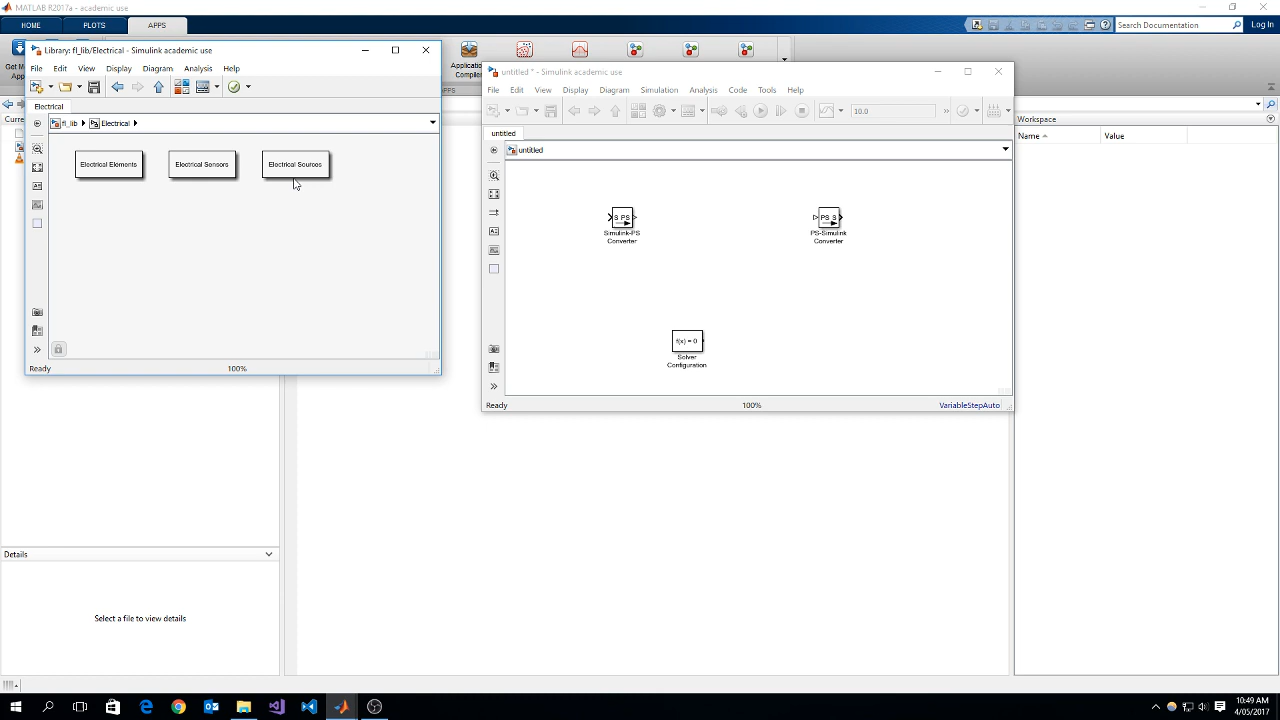 MATLAB R2017a - academic use
HOME
PLOTS
APPS
Search Documentation
Log In
Library: fl_lib/Electrical - Simulink academic use
File Edit View Display Diagram Analysis Help
Electrical
fl_lib Electrical
Electrical Elements
Electrical Sensors
Electrical Sources
Ready
100%
untitled * - Simulink academic use
File Edit View Display Diagram Simulation Analysis Code Tools Help
10.0
untitled
untitled
S PS
Simulink-PS
Converter
PS S
PS-Simulink
Converter
f(x) = 0
Solver
Configuration
Ready
100%
VariableStepAuto
Workspace
Name
Value
Details
Select a file to view details
10:49 AM
4/05/2017